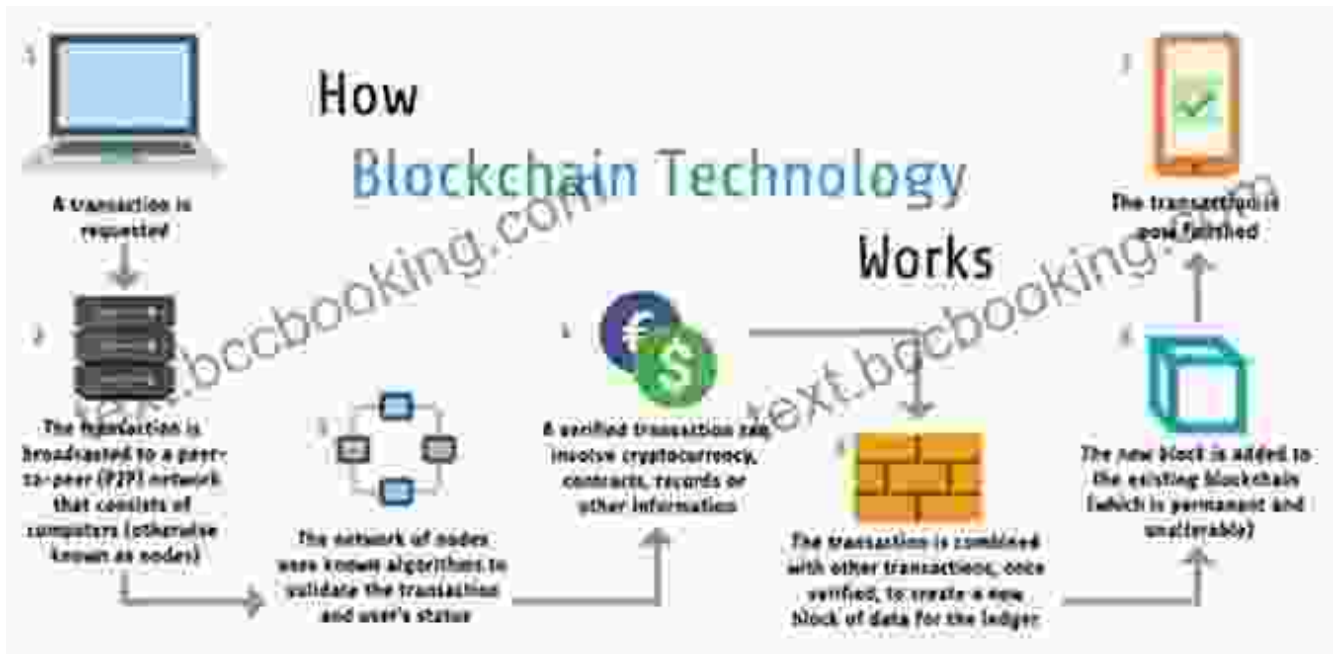 How
Blockchain Technology
Works
A transaction is
requested
The transaction is
broadcasted to a peer-
to-peer (P2P) network
that consists of
computers (otherwise
known as nodes)
The network of nodes
uses known algorithms to
validate the transaction
and user's status
A verified transaction can
involve cryptocurrency,
contracts, records or
other information
The transaction is combined
with other transactions, once
verified, to create a new
block of data for the ledger
The new block is added to
the existing blockchain
(which is permanent and
unalterable)
The transaction is
now finished
text.bccbooking.com
text.bccbooking.com